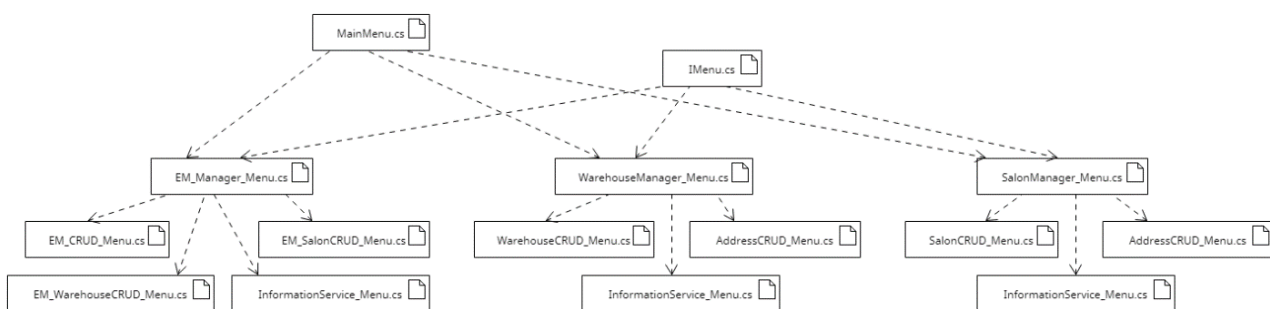 MainMenu.cs
IMenu.cs
EM_Manager_Menu.cs
WarehouseManager_Menu.cs
SalonManager_Menu.cs
EM_CRUD_Menu.cs
EM_SalonCRUD_Menu.cs
WarehouseCRUD_Menu.cs
AddressCRUD_Menu.cs
SalonCRUD_Menu.cs
AddressCRUD_Menu.cs
EM_WarehouseCRUD_Menu.cs
InformationService_Menu.cs
InformationService_Menu.cs
InformationService_Menu.cs